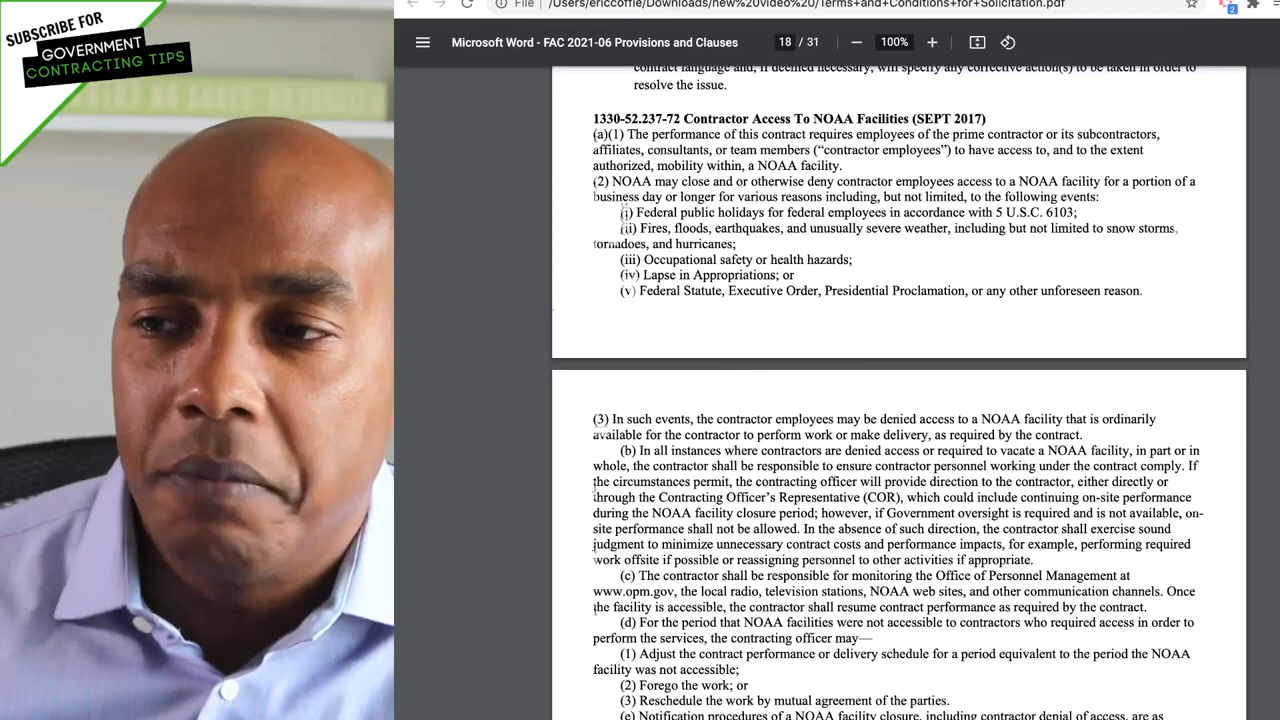 SUBSCRIBE FOR
GOVERNMENT
CONTRACTING TIPS
File
/Users/ericcoffie/Downloads/new%20video%20/Terms+and+Conditions+for+Solicitation.pdf
2
Microsoft Word - FAC 2021-06 Provisions and Clauses
18 / 31
100%
contract language and, if deemed necessary, will specify any corrective action(s) to be taken in order to
resolve the issue.
1330-52.237-72 Contractor Access To NOAA Facilities (SEPT 2017)
(a)(1) The performance of this contract requires employees of the prime contractor or its subcontractors,
affiliates, consultants, or team members (“contractor employees”) to have access to, and to the extent
authorized, mobility within, a NOAA facility.
(2) NOAA may close and or otherwise deny contractor employees access to a NOAA facility for a portion of a
business day or longer for various reasons including, but not limited, to the following events:
(i) Federal public holidays for federal employees in accordance with 5 U.S.C. 6103;
(ii) Fires, floods, earthquakes, and unusually severe weather, including but not limited to snow storms,
tornadoes, and hurricanes;
(iii) Occupational safety or health hazards;
(iv) Lapse in Appropriations; or
(v) Federal Statute, Executive Order, Presidential Proclamation, or any other unforeseen reason.
(3) In such events, the contractor employees may be denied access to a NOAA facility that is ordinarily
available for the contractor to perform work or make delivery, as required by the contract.
(b) In all instances where contractors are denied access or required to vacate a NOAA facility, in part or in
whole, the contractor shall be responsible to ensure contractor personnel working under the contract comply. If
the circumstances permit, the contracting officer will provide direction to the contractor, either directly or
through the Contracting Officer’s Representative (COR), which could include continuing on-site performance
during the NOAA facility closure period; however, if Government oversight is required and is not available, on-
site performance shall not be allowed. In the absence of such direction, the contractor shall exercise sound
judgment to minimize unnecessary contract costs and performance impacts, for example, performing required
work offsite if possible or reassigning personnel to other activities if appropriate.
(c) The contractor shall be responsible for monitoring the Office of Personnel Management at
www.opm.gov, the local radio, television stations, NOAA web sites, and other communication channels. Once
the facility is accessible, the contractor shall resume contract performance as required by the contract.
(d) For the period that NOAA facilities were not accessible to contractors who required access in order to
perform the services, the contracting officer may—
(1) Adjust the contract performance or delivery schedule for a period equivalent to the period the NOAA
facility was not accessible;
(2) Forego the work; or
(3) Reschedule the work by mutual agreement of the parties.
(e) Notification procedures of a NOAA facility closure, including contractor denial of access, are as